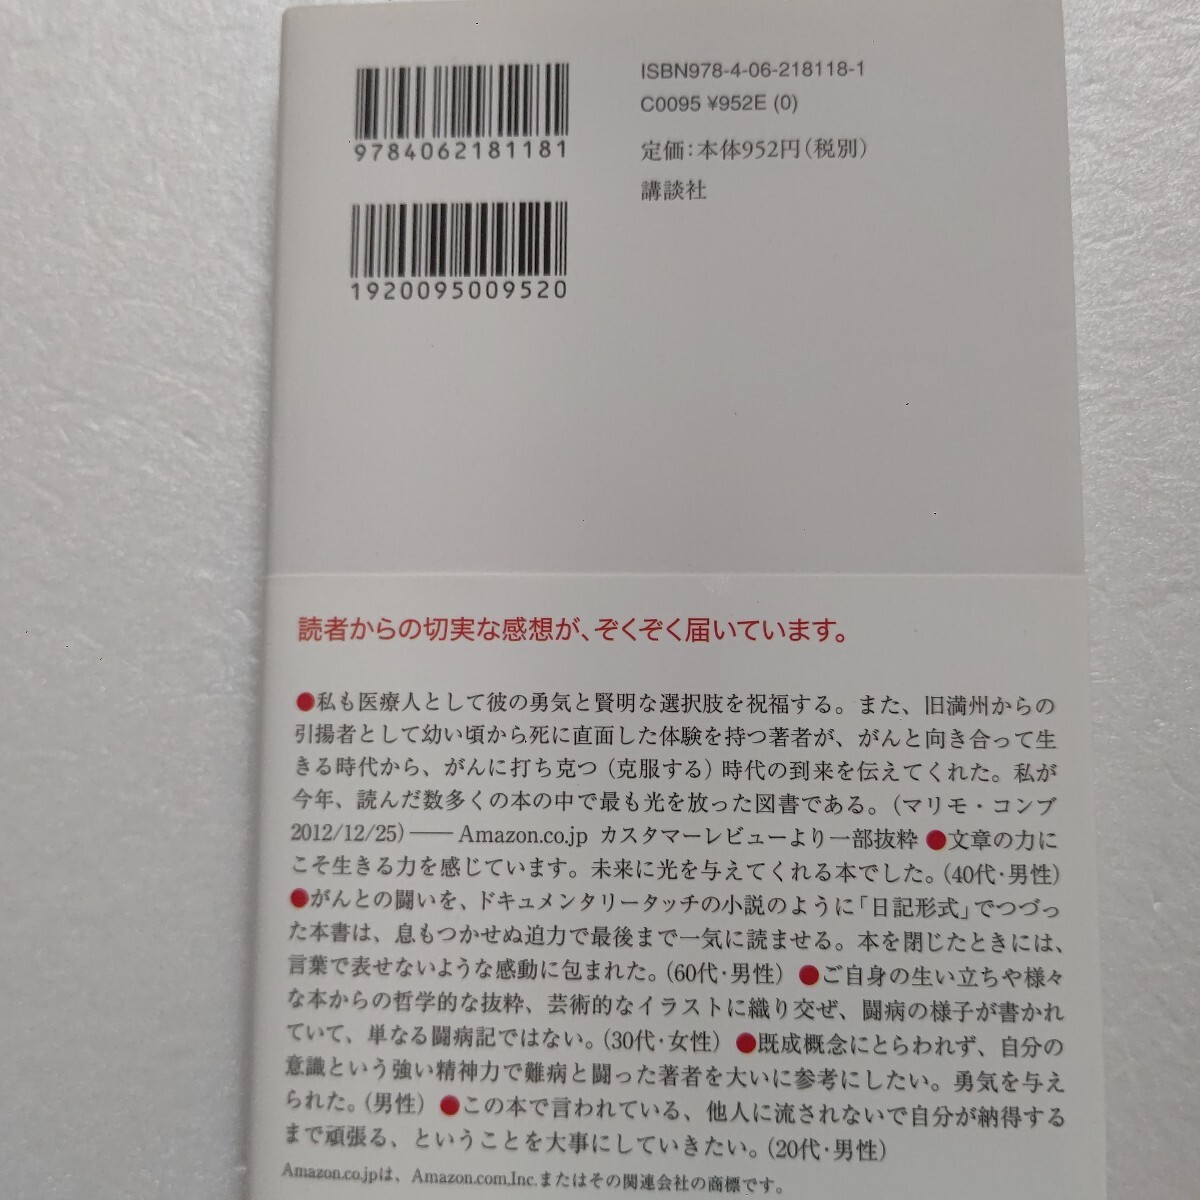 9784062181181
1920095009520
ISBN978-4-06-218118-1
C0095 ¥952E (0)
定価：本体952円（税別）
講談社
読者からの切実な感想が、ぞくぞく届いています。
●私も医療人として彼の勇気と賢明な選択肢を祝福する。また、旧満州からの
引揚者として幼い頃から死に直面した体験を持つ著者が、がんと向き合って生
きる時代から、がんに打ち克つ（克服する）時代の到来を伝えてくれた。私が
今年、読んだ数多くの本の中で最も光を放った図書である。（マリモ・コンブ
2012/12/25）―― Amazon.co.jp カスタマーレビューより一部抜粋 ●文章の力に
こそ生きる力を感じています。未来に光を与えてくれる本でした。（40代・男性）
●がんとの闘いを、ドキュメンタリータッチの小説のように「日記形式」でつづっ
た本書は、息もつかせぬ迫力で最後まで一気に読ませる。本を閉じたときには、
言葉で表せないような感動に包まれた。（60代・男性） ●ご自身の生い立ちや様々
な本からの哲学的な抜粋、芸術的なイラストに織り交ぜ、闘病の様子が書かれ
ていて、単なる闘病記ではない。（30代・女性） ●既成概念にとらわれず、自分の
意識という強い精神力で難病と闘った著者を大いに参考にしたい。勇気を与え
られた。（男性） ●この本で言われている、他人に流されないで自分が納得する
まで頑張る、ということを大事にしていきたい。（20代・男性）
Amazon.co.jpは、Amazon.com,Inc.またはその関連会社の商標です。